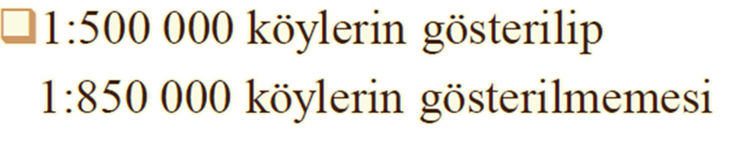 1:500 000 köylerin gösterilip
1:850 000 köylerin gösterilmemesi